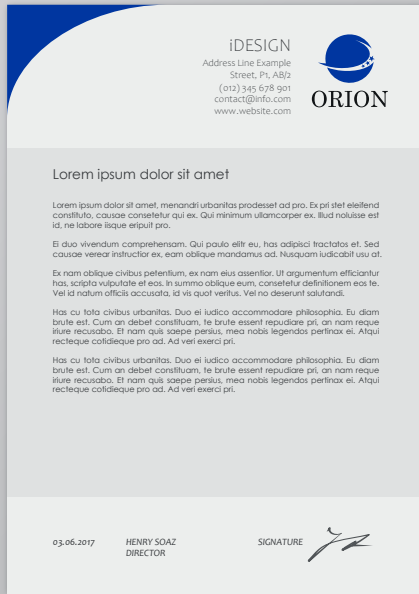 iDESIGN
Address Line Example
Street, P1, AB/2
(012) 345 678 901
contact@info.com
www.website.com
ORION
Lorem ipsum dolor sit amet
Lorem ipsum dolor sit amet, menandri urbanitas prodesset ad pro. Ex pri stet eleifend
constituto, causae consetetur qui ex. Qui minimum ullamcorper ex. Illud noluisse est
id, ne labore iisque eripuit pro.
Ei duo vivendum comprehensam. Qui paulo elitr eu, has adipisci tractatos et. Sed
causae verear instructior ex, eam oblique mandamus ad. Nusquam iudicabit usu at.
Ex nam oblique civibus petentium, ex nam eius assentior. Ut argumentum efficiantur
has, scripta vulputate et eos. In summo oblique eum, consetetur definitionem eos te.
Vel id natum officiis accusata, id vis quot veritus. Vel no deserunt salutandi.
Has cu tota civibus urbanitas. Duo ei iudico accommodare philosophia. Eu diam
brute est. Cum an debet constituam, te brute essent repudiare pri, an nam reque
iriure recusabo. Et nam quis saepe persius, mea nobis legendos pertinax ei. Atqui
recteque cotidieque pro ad. Ad veri exerci pri.
Has cu tota civibus urbanitas. Duo ei iudico accommodare philosophia. Eu diam
brute est. Cum an debet constituam, te brute essent repudiare pri, an nam reque
iriure recusabo. Et nam quis saepe persius, mea nobis legendos pertinax ei. Atqui
recteque cotidieque pro ad. Ad veri exerci pri.
03.06.2017
HENRY SOAZ
SIGNATURE
DIRECTOR